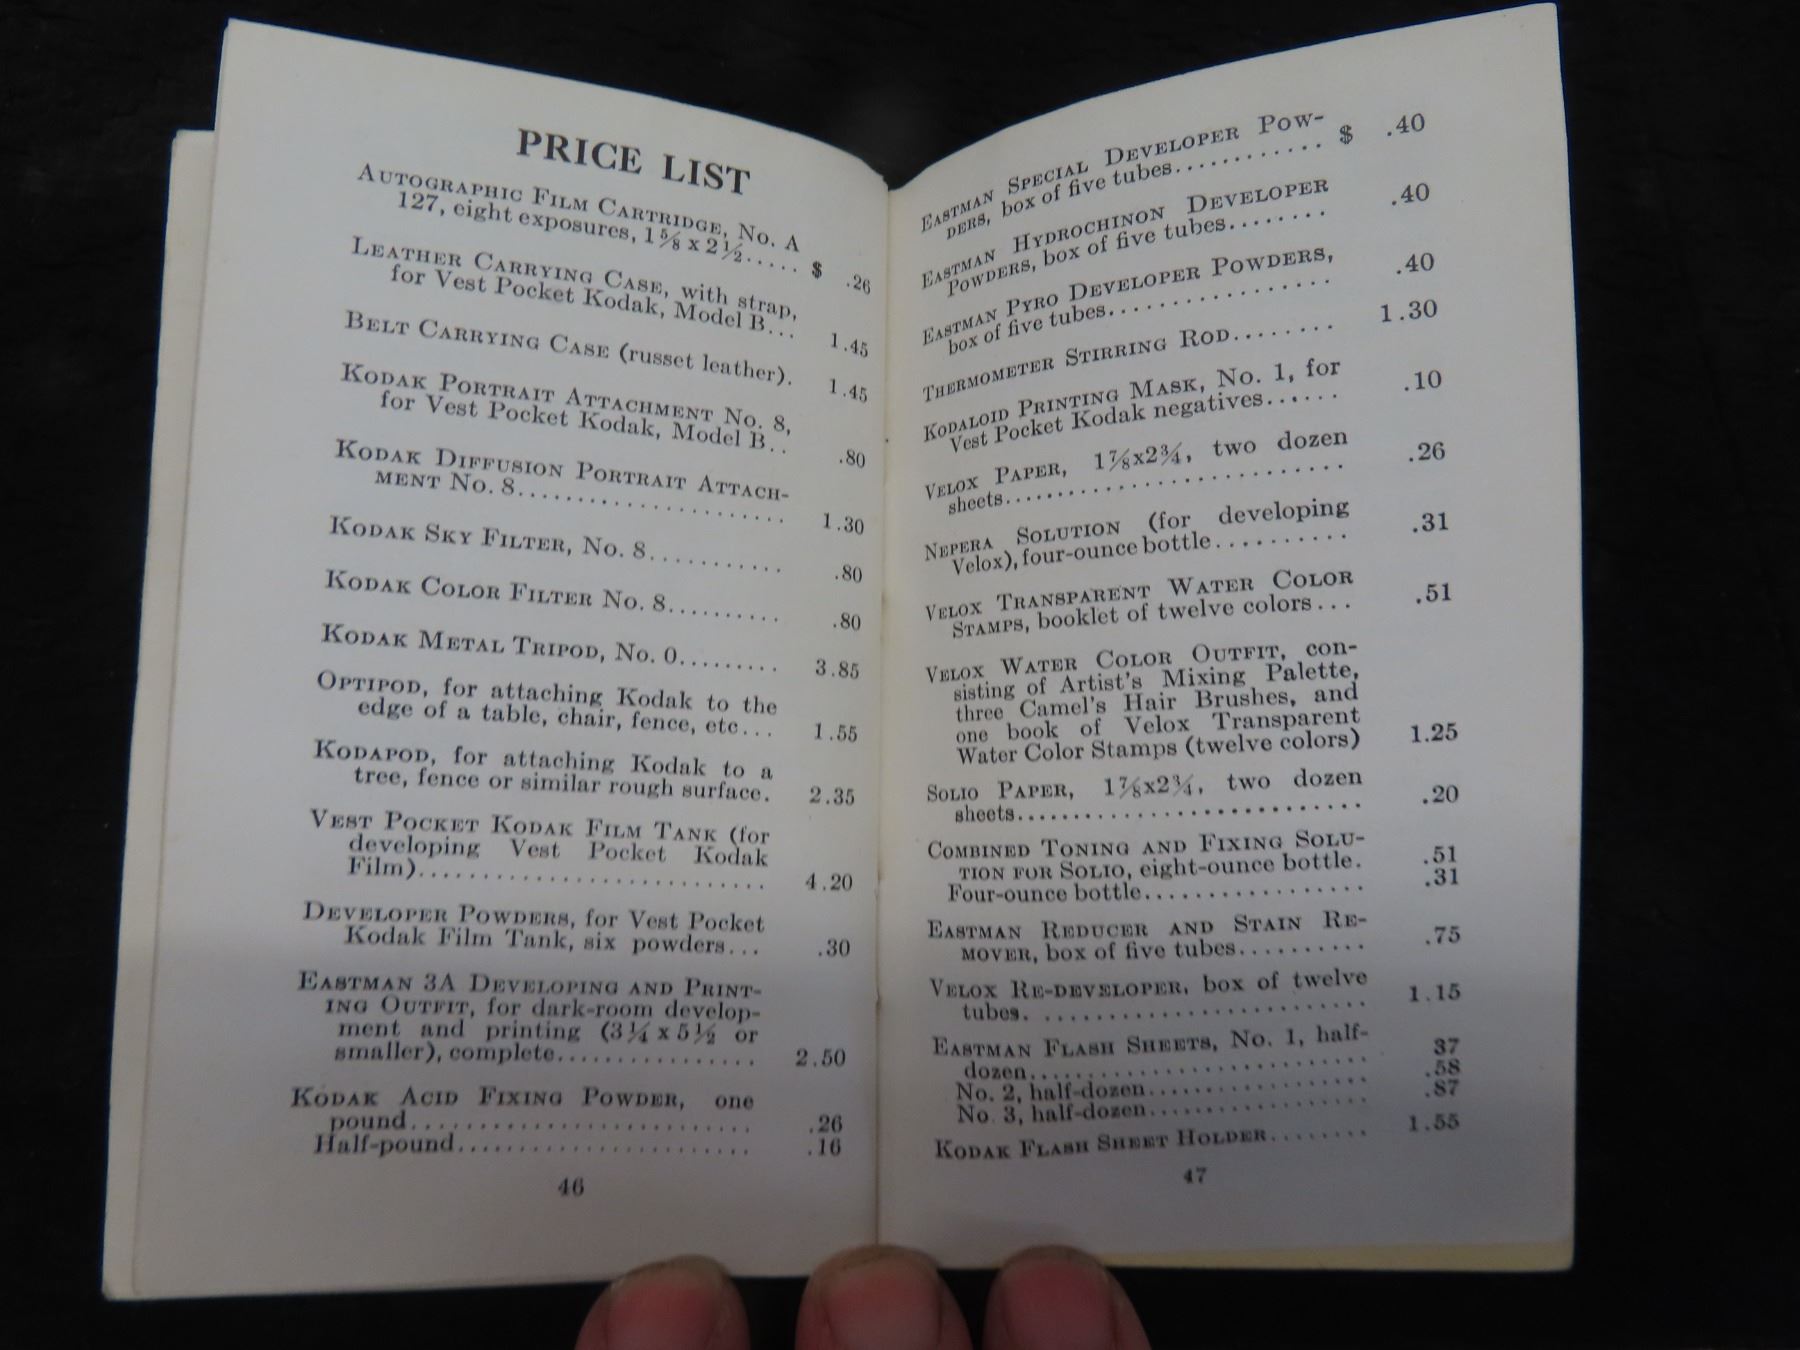 PRICE LIST
AUTOGRAPHIC FILM CARTRIDGE, NO. A
127, eight exposures, 1⅝ x 2½..... $ .26
LEATHER CARRYING CASE, with strap,
for Vest Pocket Kodak, Model B... 1.45
BELT CARRYING CASE (russet leather). 1.45
KODAK PORTRAIT ATTACHMENT NO. 8,
for Vest Pocket Kodak, Model B.. .80
KODAK DIFFUSION PORTRAIT ATTACH-
MENT NO. 8..................... 1.30
KODAK SKY FILTER, NO. 8........... .80
KODAK COLOR FILTER NO. 8.......... .80
KODAK METAL TRIPOD, NO. 0......... 3.85
OPTIPOD, for attaching Kodak to the
edge of a table, chair, fence, etc... 1.55
KODAPOD, for attaching Kodak to a
tree, fence or similar rough surface. 2.35
VEST POCKET KODAK FILM TANK (for
developing Vest Pocket Kodak
Film)............................ 4.20
DEVELOPER POWDERS, for Vest Pocket
Kodak Film Tank, six powders... .30
EASTMAN 3A DEVELOPING AND PRINT-
ING OUTFIT, for dark-room develop-
ment and printing (3¼ x 5½ or
smaller), complete................. 2.50
KODAK ACID FIXING POWDER, one
pound............................. .26
Half-pound........................ .16
46
EASTMAN SPECIAL DEVELOPER POW-
DERS, box of five tubes............ $ .40
EASTMAN HYDROCHINON DEVELOPER
POWDERS, box of five tubes........ .40
EASTMAN PYRO DEVELOPER POWDERS,
box of five tubes................. .40
THERMOMETER STIRRING ROD........ 1.30
KODALOID PRINTING MASK, NO. 1, for
Vest Pocket Kodak negatives...... .10
VELOX PAPER, 1⅞x2¾, two dozen
sheets.......................... .26
NEPERA SOLUTION (for developing
Velox), four-ounce bottle.......... .31
VELOX TRANSPARENT WATER COLOR
STAMPS, booklet of twelve colors... .51
VELOX WATER COLOR OUTFIT, con-
sisting of Artist's Mixing Palette,
three Camel's Hair Brushes, and
one book of Velox Transparent
Water Color Stamps (twelve colors) 1.25
SOLIO PAPER, 1⅞x2¾, two dozen
sheets.......................... .20
COMBINED TONING AND FIXING SOLU-
TION FOR SOLIO, eight-ounce bottle. .51
Four-ounce bottle................. .31
EASTMAN REDUCER AND STAIN RE-
MOVER, box of five tubes.......... .75
VELOX RE-DEVELOPER, box of twelve
tubes. .......................... 1.15
EASTMAN FLASH SHEETS, NO. 1, half-
dozen........................... 37
No. 2, half-dozen................. .58
No. 3, half-dozen................. .87
KODAK FLASH SHEET HOLDER........ 1.55
47